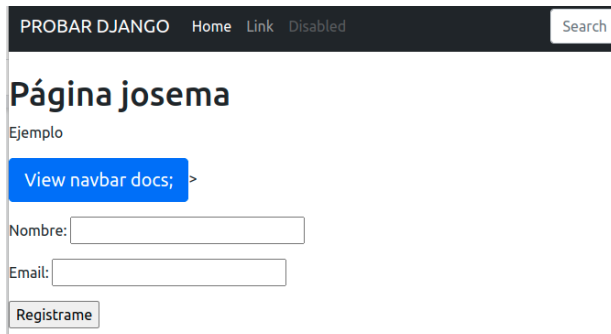 PROBAR DJANGO Home Link Disabled Search
Página josema
Ejemplo
View navbar docs; >
Nombre:
Email:
Registrame